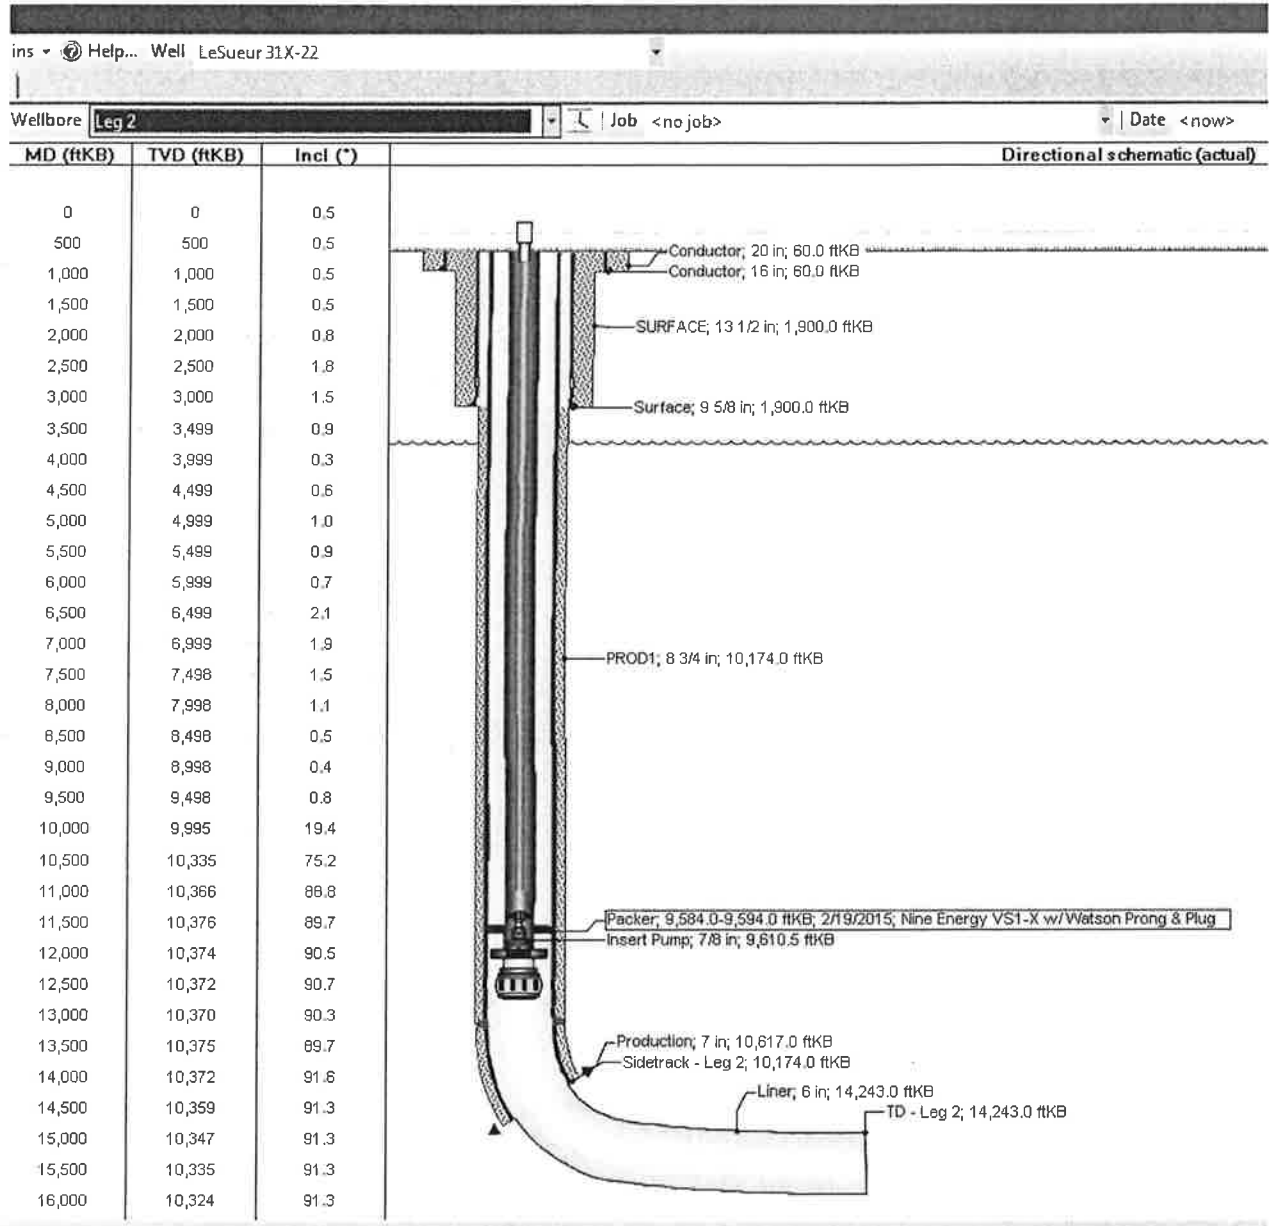 ins Help... Well LeSueur 31X-22
Wellbore Leg 2 Job <no job> Date <now>
MD (ftKB) TVD (ftKB) Incl (°) Directional schematic (actual)
0 0 0.5
500 500 0.5
1,000 1,000 0.5
1,500 1,500 0.5
2,000 2,000 0.8
2,500 2,500 1.8
3,000 3,000 1.5
3,500 3,499 0.9
4,000 3,999 0.3
4,500 4,499 0.6
5,000 4,999 1.0
5,500 5,499 0.9
6,000 5,999 0.7
6,500 6,499 2.1
7,000 6,999 1.9
7,500 7,498 1.5
8,000 7,998 1.1
8,500 8,498 0.5
9,000 8,998 0.4
9,500 9,498 0.8
10,000 9,995 19.4
10,500 10,335 75.2
11,000 10,366 88.8
11,500 10,376 89.7
12,000 10,374 90.5
12,500 10,372 90.7
13,000 10,370 90.3
13,500 10,375 89.7
14,000 10,372 91.6
14,500 10,359 91.3
15,000 10,347 91.3
15,500 10,335 91.3
16,000 10,324 91.3
Conductor; 20 in; 60.0 ftKB
Conductor; 16 in; 60.0 ftKB
SURFACE; 13 1/2 in; 1,900.0 ftKB
Surface; 9 5/8 in; 1,900.0 ftKB
PROD1; 8 3/4 in; 10,174.0 ftKB
Packer; 9,584.0-9,594.0 ftKB; 2/19/2015; Nine Energy VS1-X w/ Watson Prong & Plug
Insert Pump; 7/8 in; 9,610.5 ftKB
Production; 7 in; 10,617.0 ftKB
Sidetrack - Leg 2; 10,174.0 ftKB
Liner; 6 in; 14,243.0 ftKB
TD - Leg 2; 14,243.0 ftKB